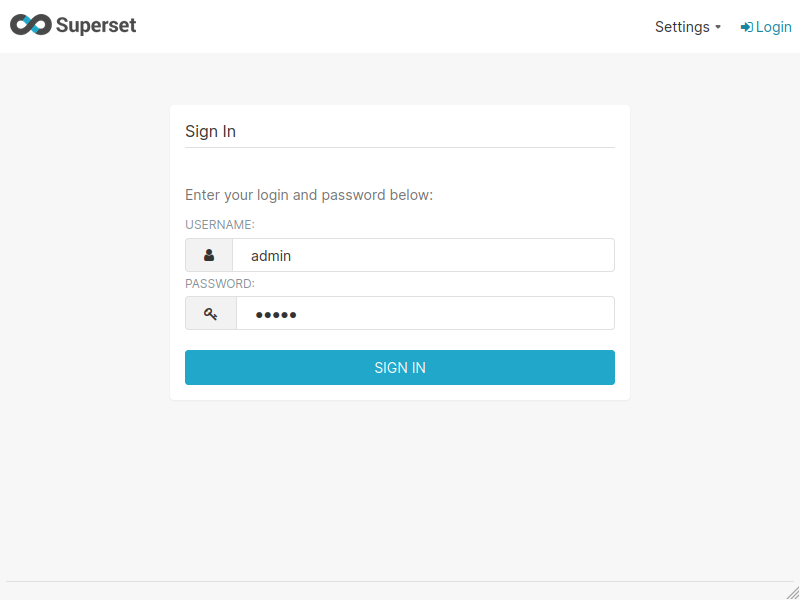 Superset
Settings
Login
Sign In
Enter your login and password below:
USERNAME:
admin
PASSWORD:
•••••
SIGN IN